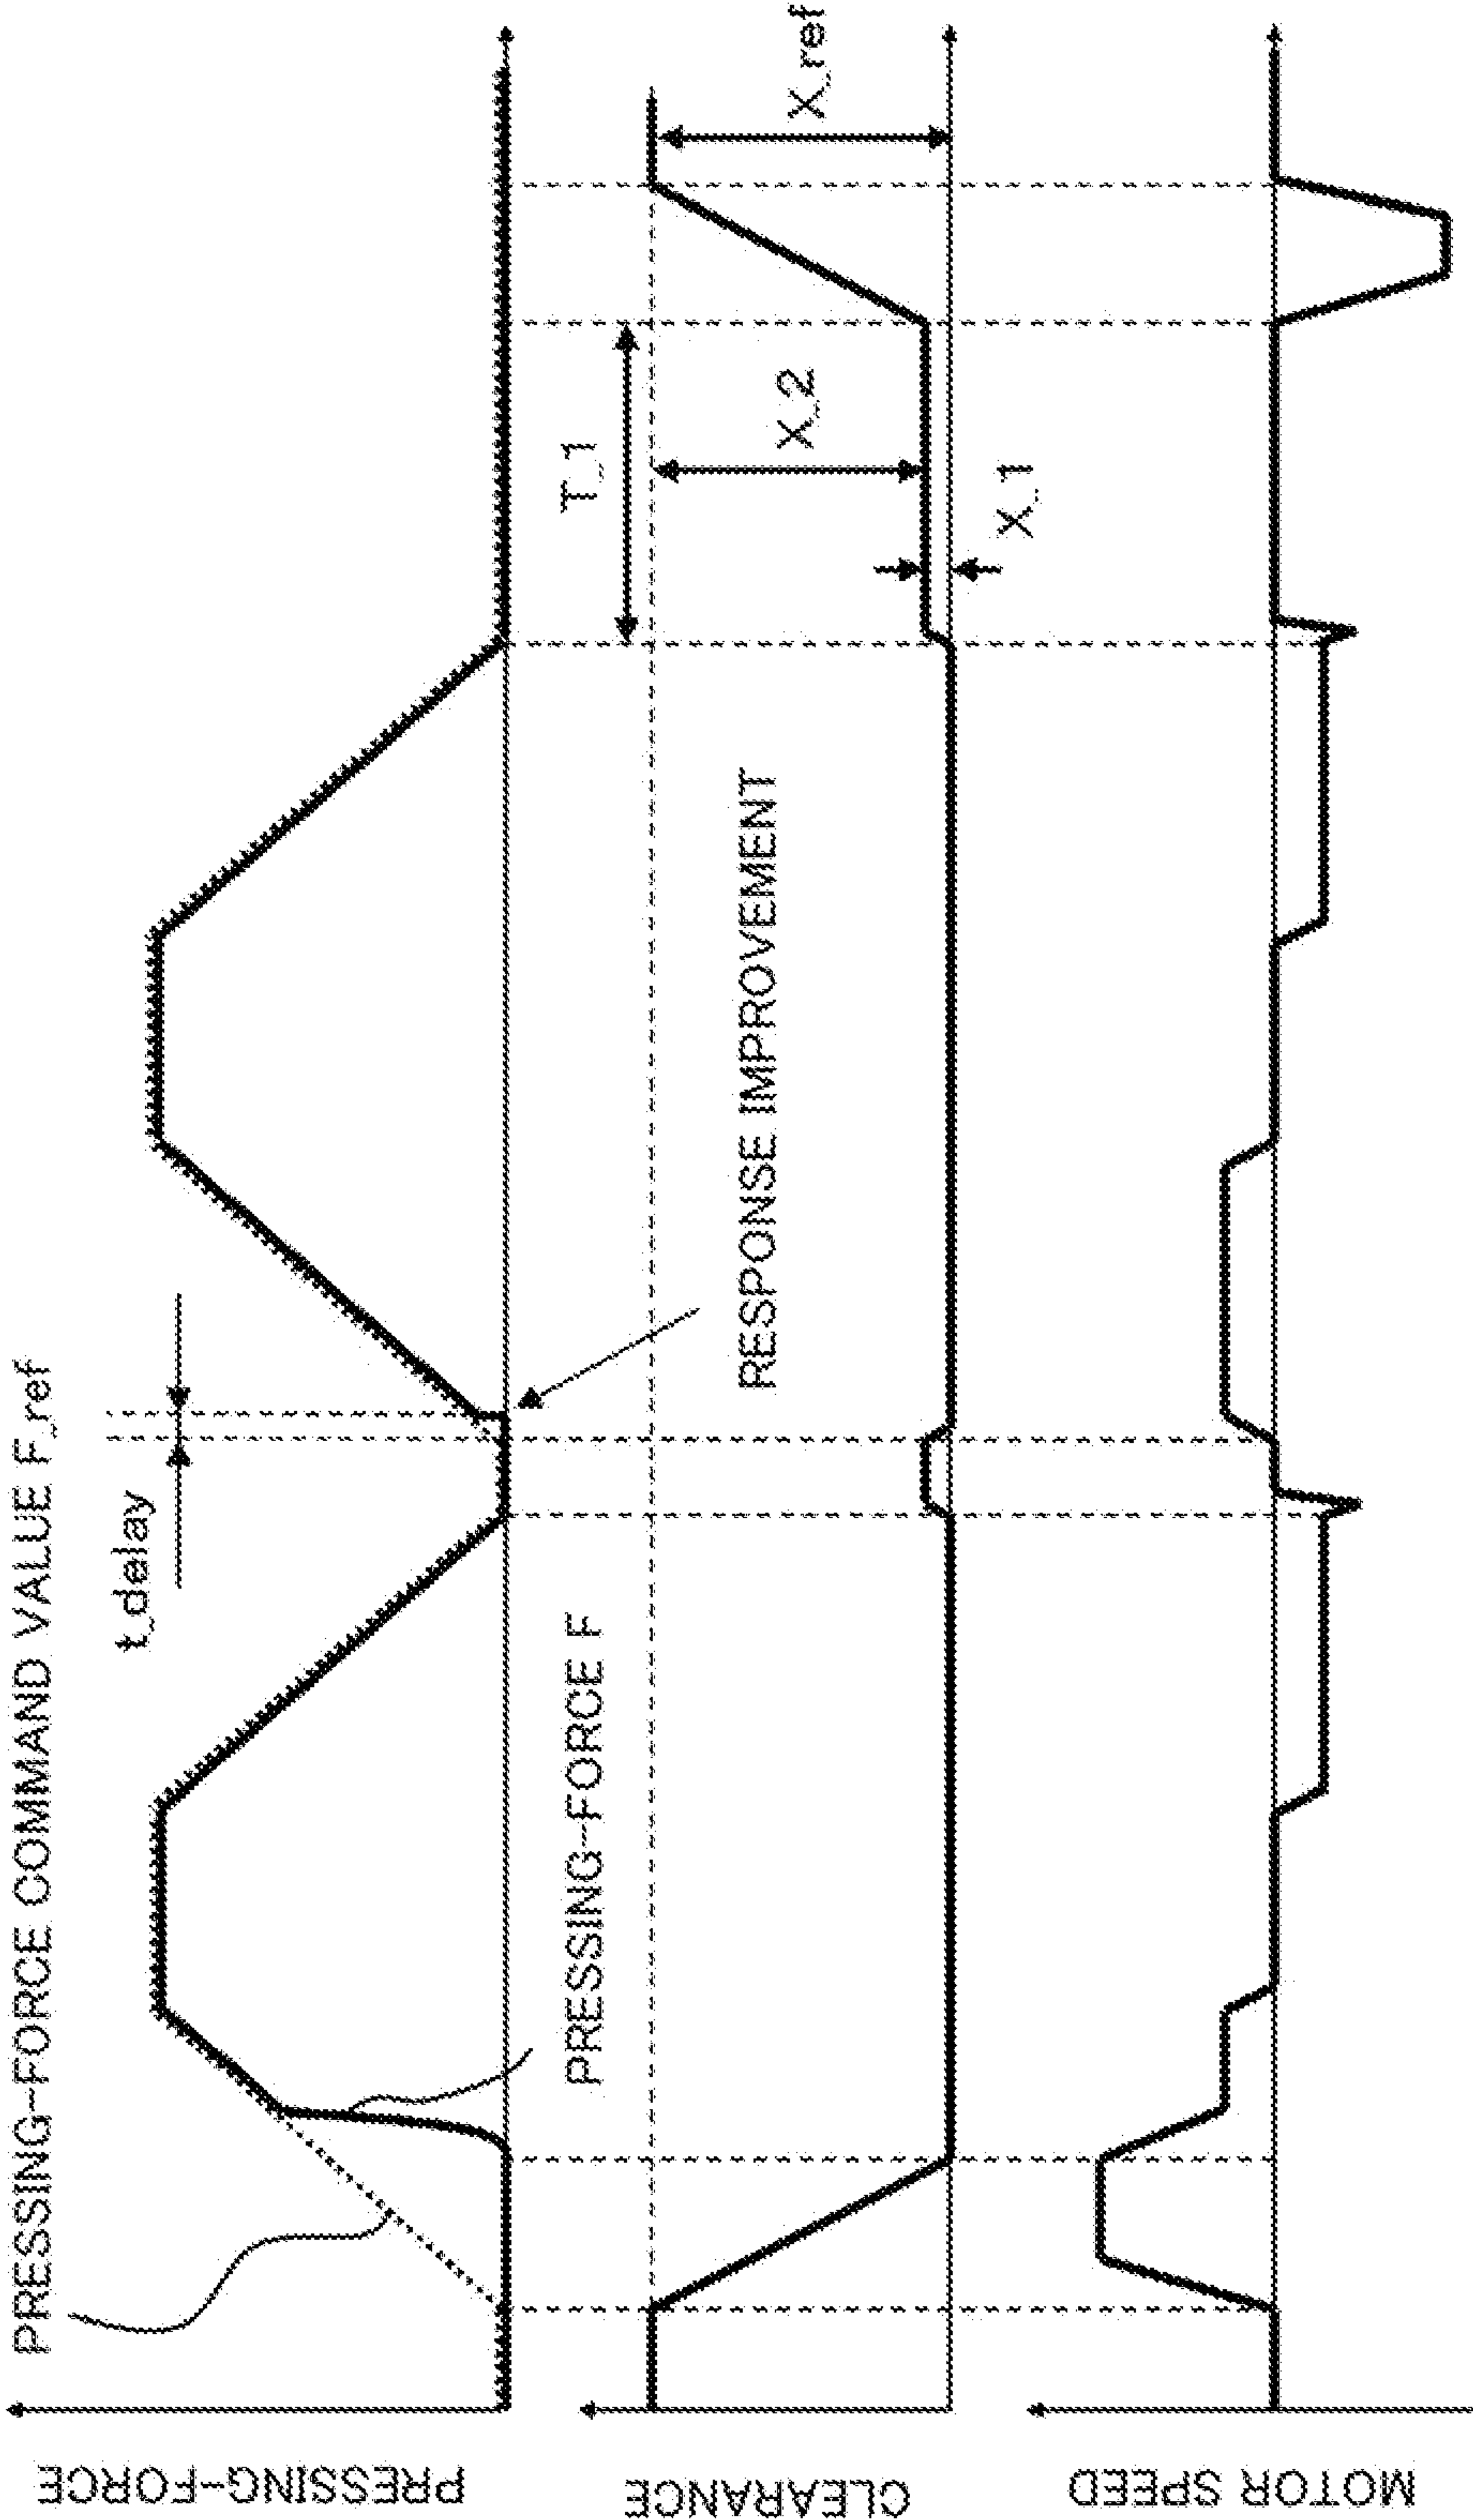 PRESSING-FORCE COMMAND VALUE F_ref
t_delay
PRESSING-FORCE
PRESSING-FORCE F
RESPONSE IMPROVEMENT
T_1
CLEARANCE
X_2
X_ref
X_1
MOTOR SPEED